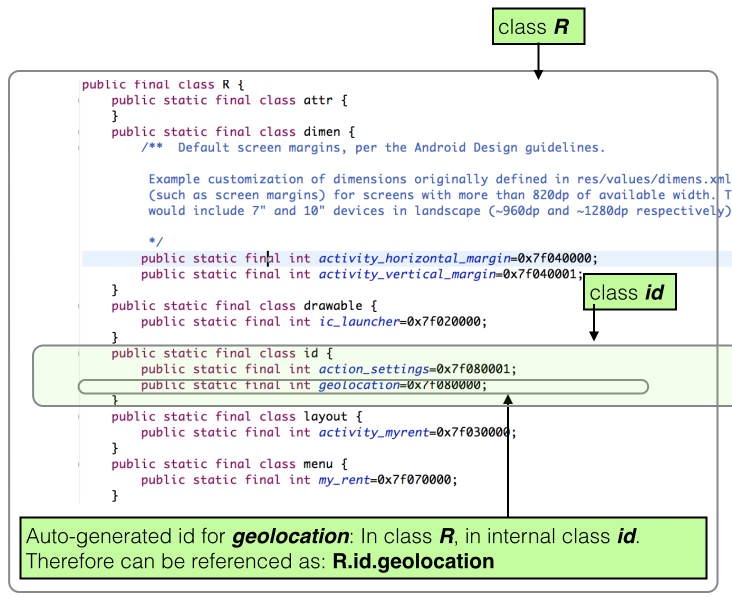 class R
public final class R {
public static final class attr {
}
public static final class dimen {
/** Default screen margins, per the Android Design guidelines.
Example customization of dimensions originally defined in res/values/dimens.xml
(such as screen margins) for screens with more than 820dp of available width. T
would include 7" and 10" devices in landscape (~960dp and ~1280dp respectively)
*/
public static final int activity_horizontal_margin=0x7f040000;
public static final int activity_vertical_margin=0x7f040001;
}
class id
public static final class drawable {
public static final int ic_launcher=0x7f020000;
}
public static final class id {
public static final int action_settings=0x7f080001;
public static final int geolocation=0x7f080000;
}
public static final class layout {
public static final int activity_myrent=0x7f030000;
}
public static final class menu {
public static final int my_rent=0x7f070000;
}
Auto-generated id for geolocation: In class R, in internal class id.
Therefore can be referenced as: R.id.geolocation